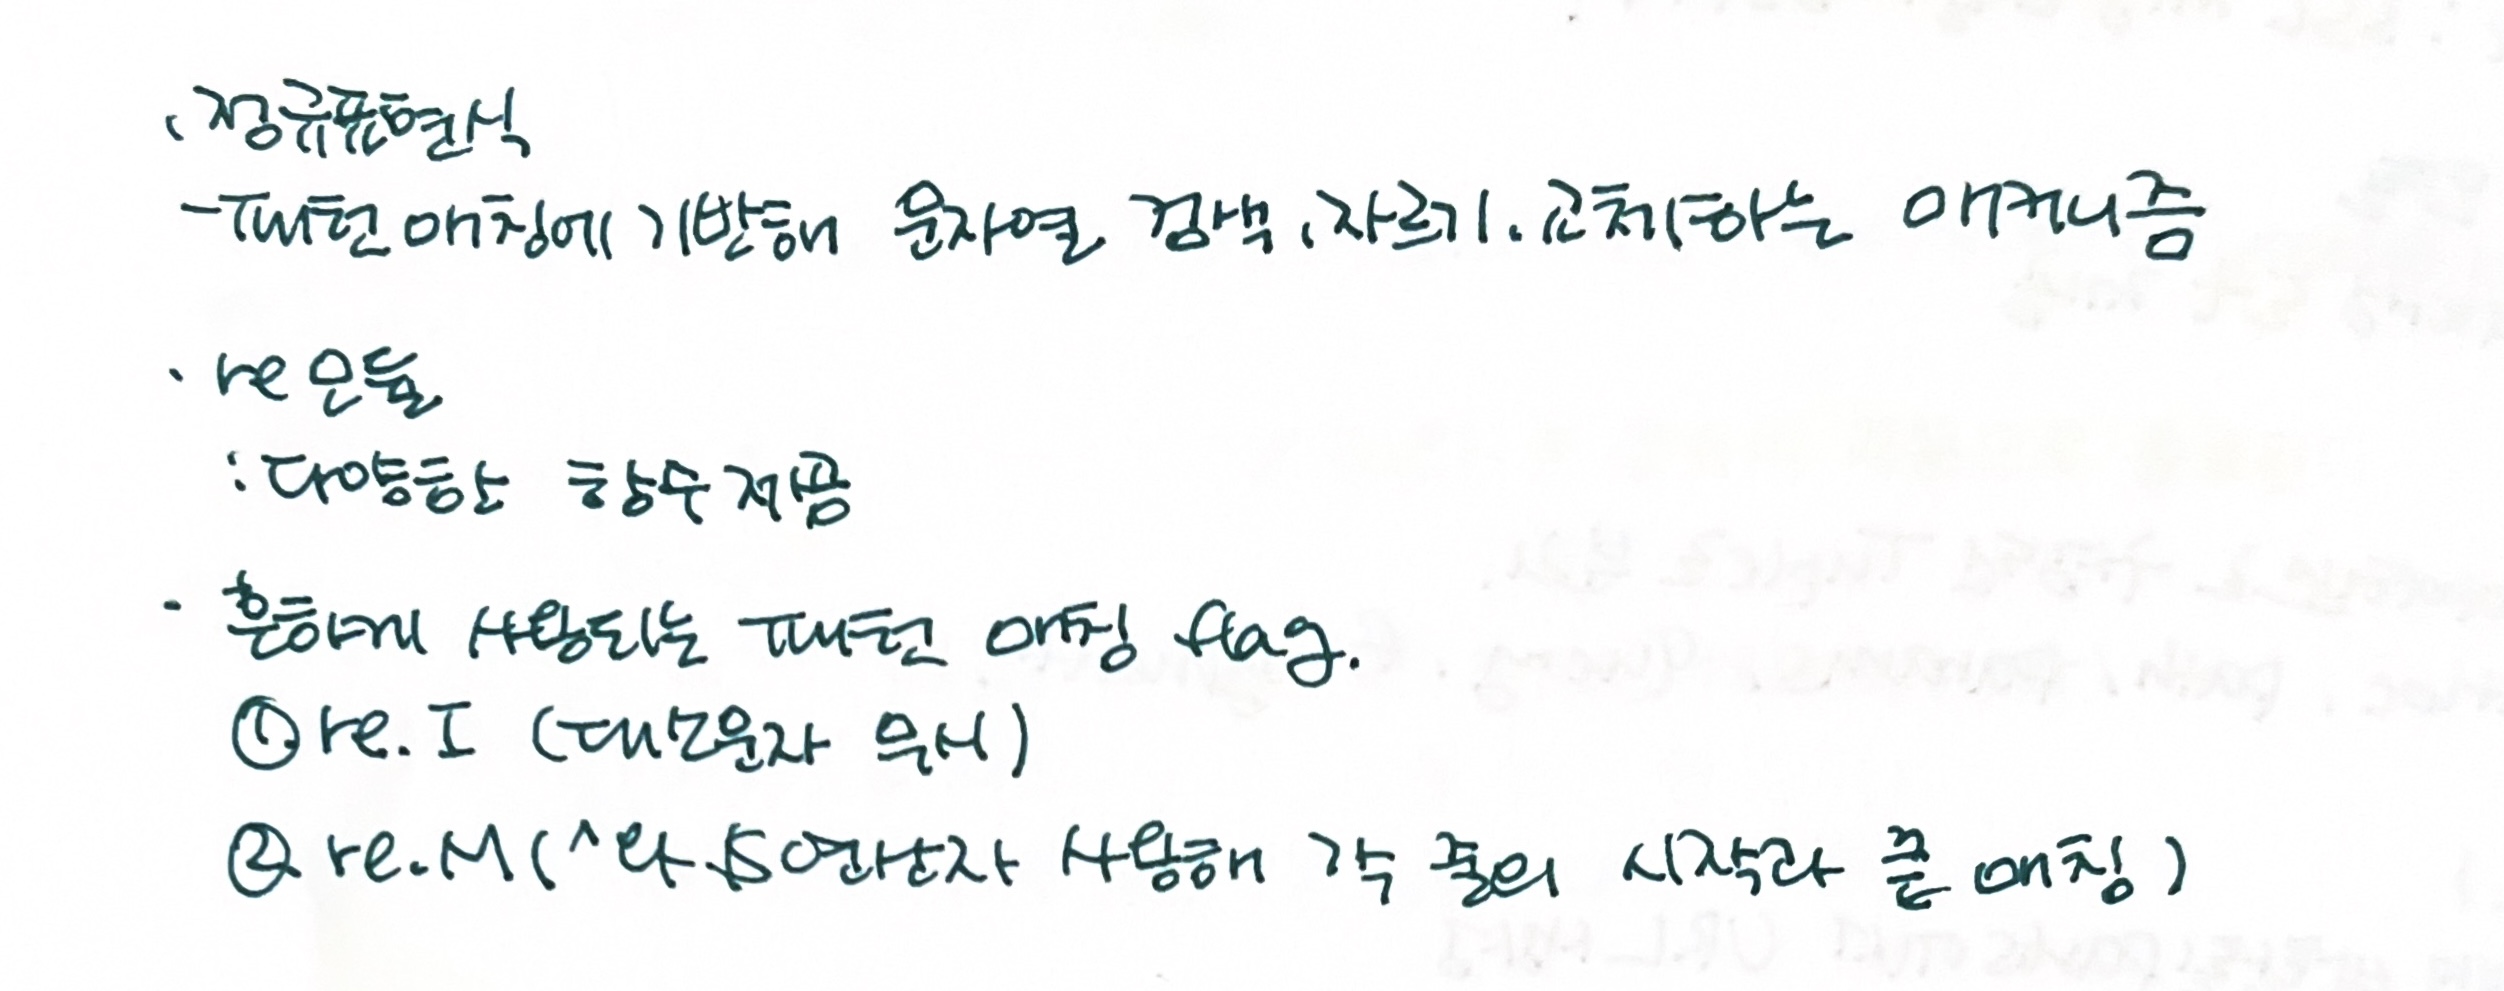 · 정규표현식
- 패턴매칭에 기반해 문자열 검색, 자르기. 교체하는 매커니즘
· re 모듈
: 다양한 함수 제공
· 흔하게 사용되는 패턴 매칭 flag.
① re. I (대소문자 무시)
② re.M (^와 $연산자 사용해 각 줄의 시작과 끝 매칭)